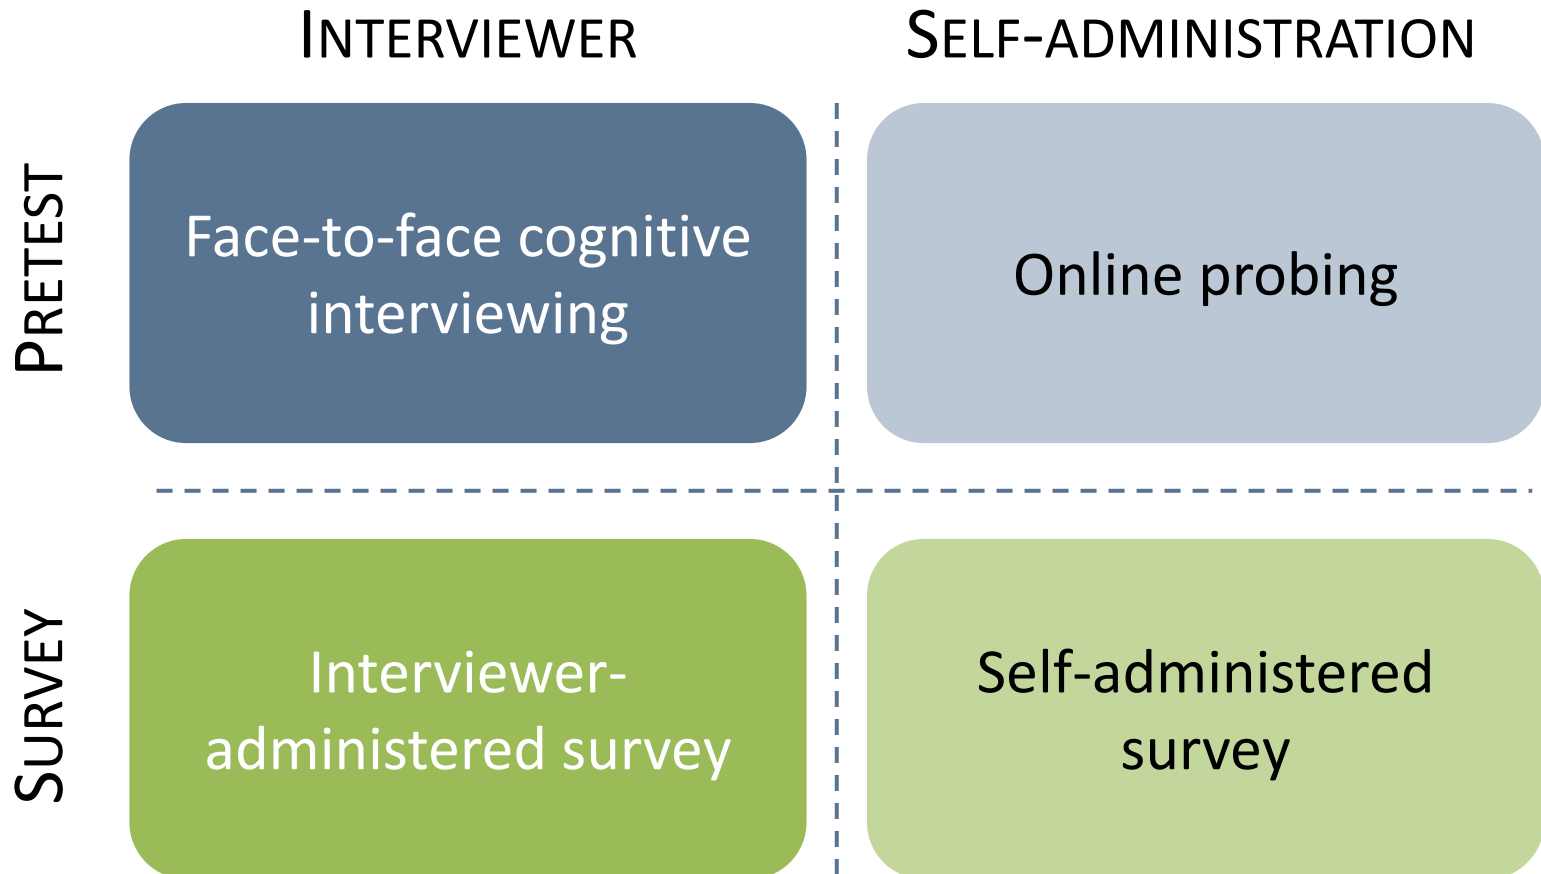 INTERVIEWER
SELF-ADMINISTRATION
PRETEST
Face-to-face cognitive
interviewing
Online probing
SURVEY
Interviewer-
administered survey
Self-administered
survey